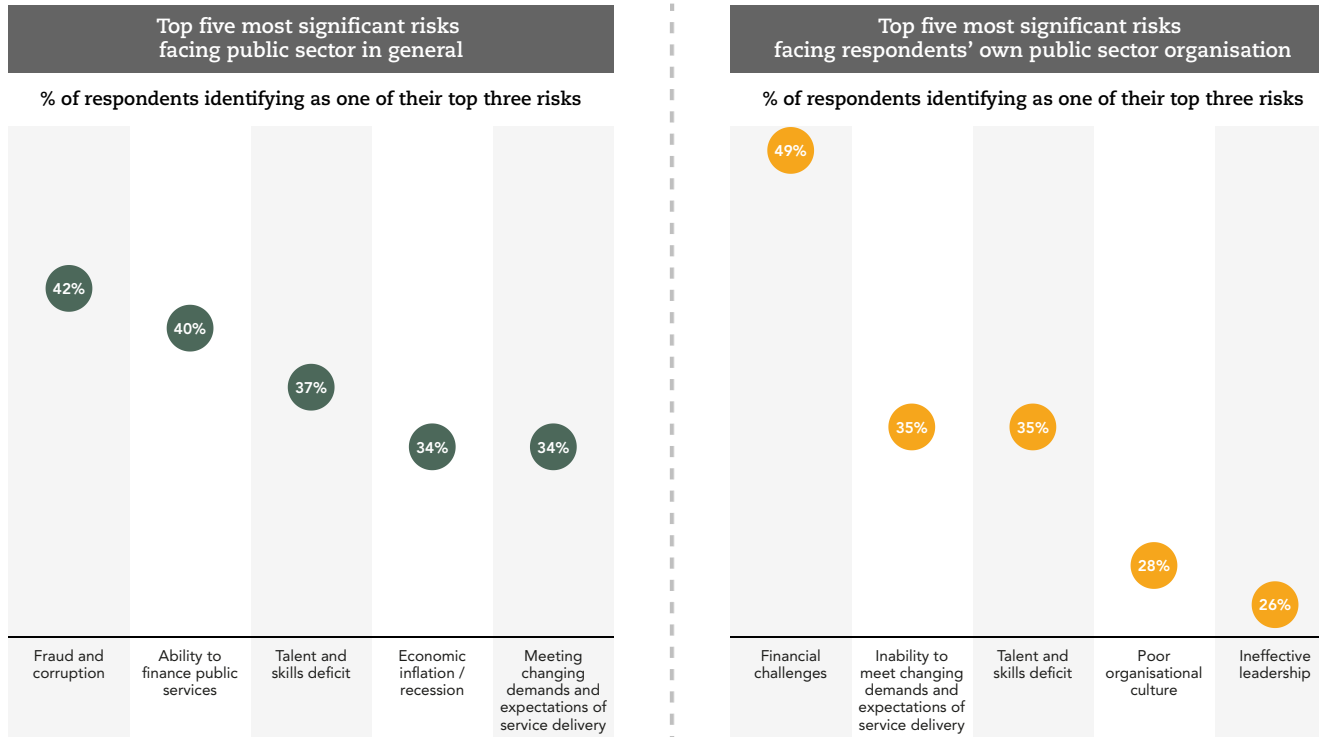 Top five most significant risks
facing public sector in general
% of respondents identifying as one of their top three risks
42%
40%
37%
34%
34%
Fraud and
corruption
Ability to
finance public
services
Talent and
skills deficit
Economic
inflation /
recession
Meeting
changing
demands and
expectations of
service delivery
Top five most significant risks
facing respondents’ own public sector organisation
% of respondents identifying as one of their top three risks
49%
35%
35%
28%
26%
Financial
challenges
Inability to
meet changing
demands and
expectations of
service delivery
Talent and
skills deficit
Poor
organisational
culture
Ineffective
leadership